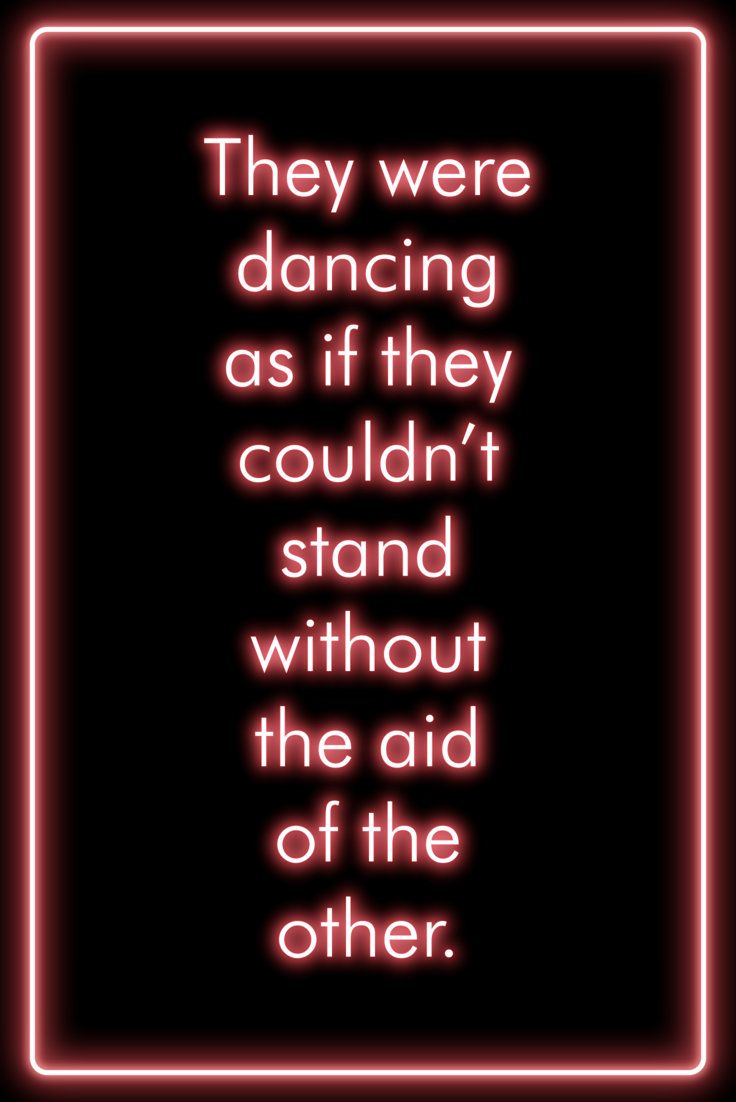 They were
dancing
as if they
couldn’t
stand
without
the aid
of the
other.